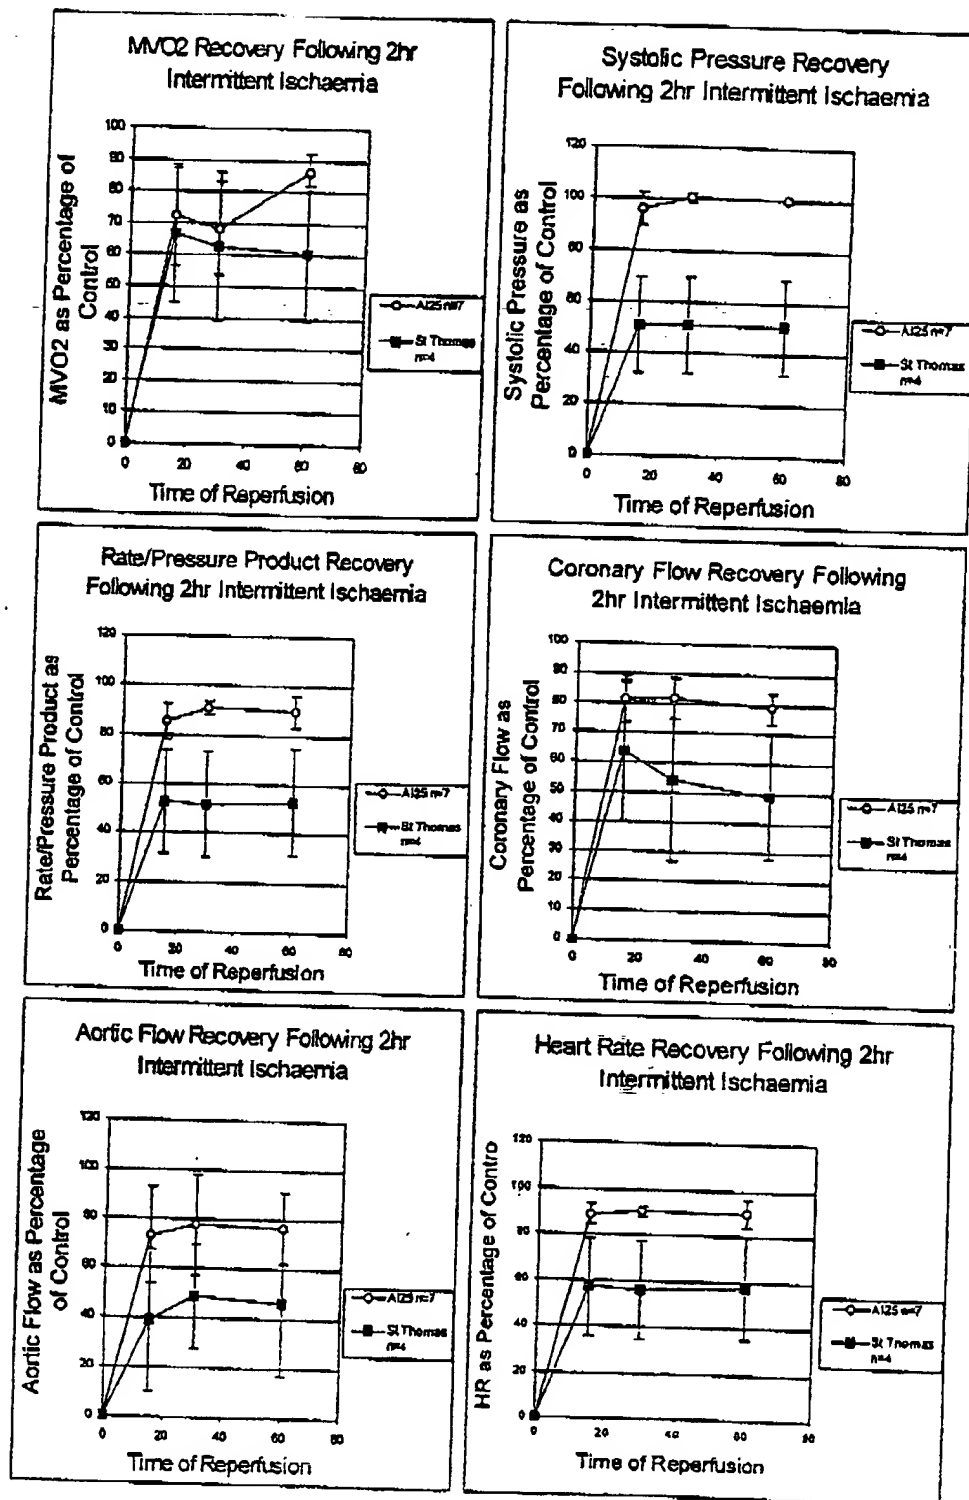 MVO2 Recovery Following 2hr
Intermittent Ischaemia
MVO2 as Percentage of
Control
100
90
80
70
60
50
40
30
20
10
0
0 20 40 60 80
Time of Reperfusion
AL25 n=7
St Thomas
n=4
Systolic Pressure Recovery
Following 2hr Intermittent Ischaemia
Systolic Pressure as
Percentage of Control
120
100
80
60
40
20
0
0 20 40 60 80
Time of Reperfusion
AL25 n=7
St Thomas
n=4
Rate/Pressure Product Recovery
Following 2hr Intermittent Ischaemia
Rate/Pressure Product as
Percentage of Control
120
100
80
60
40
20
0
0 20 40 60 80
Time of Reperfusion
AL25 n=7
St Thomas
n=4
Coronary Flow Recovery Following
2hr Intermittent Ischaemia
Coronary Flow as
Percentage of Control
100
90
80
70
60
50
40
30
20
10
0
0 20 40 60 80
Time of Reperfusion
AL25 n=7
St Thomas
n=4
Aortic Flow Recovery Following 2hr
Intermittent Ischaemia
Aortic Flow as Percentage
of Control
120
100
80
60
40
20
0
0 20 40 60 80
Time of Reperfusion
AL25 n=7
St Thomas
n=4
Heart Rate Recovery Following 2hr
Intermittent Ischaemia
HR as Percentage of Contro
120
100
80
60
40
20
0
0 20 40 60 80
Time of Reperfusion
AL25 n=7
St Thomas
n=4